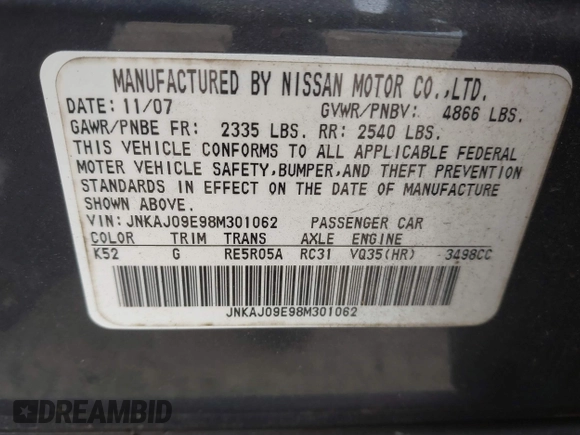 MANUFACTURED BY NISSAN MOTOR CO.,LTD.
DATE: 11/07 GVWR/PNBV: 4866 LBS.
GAWR/PNBE FR: 2335 LBS. RR: 2540 LBS.
THIS VEHICLE CONFORMS TO ALL APPLICABLE FEDERAL
MOTER VEHICLE SAFETY,BUMPER,AND THEFT PREVENTION
STANDARDS IN EFFECT ON THE DATE OF MANUFACTURE
SHOWN ABOVE.
VIN: JNKAJ09E98M301062 PASSENGER CAR
COLOR TRIM TRANS AXLE ENGINE
K52 G RE5R05A RC31 VQ35(HR) 3498CC
JNKAJ09E98M301062
DREAMBID